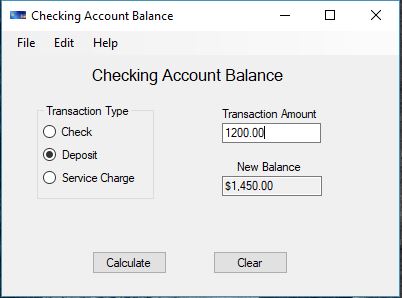 Checking Account Balance
File Edit Help
Checking Account Balance
Transaction Type
Check
Deposit
Service Charge
Transaction Amount
1200.00
New Balance
$1,450.00
Calculate
Clear